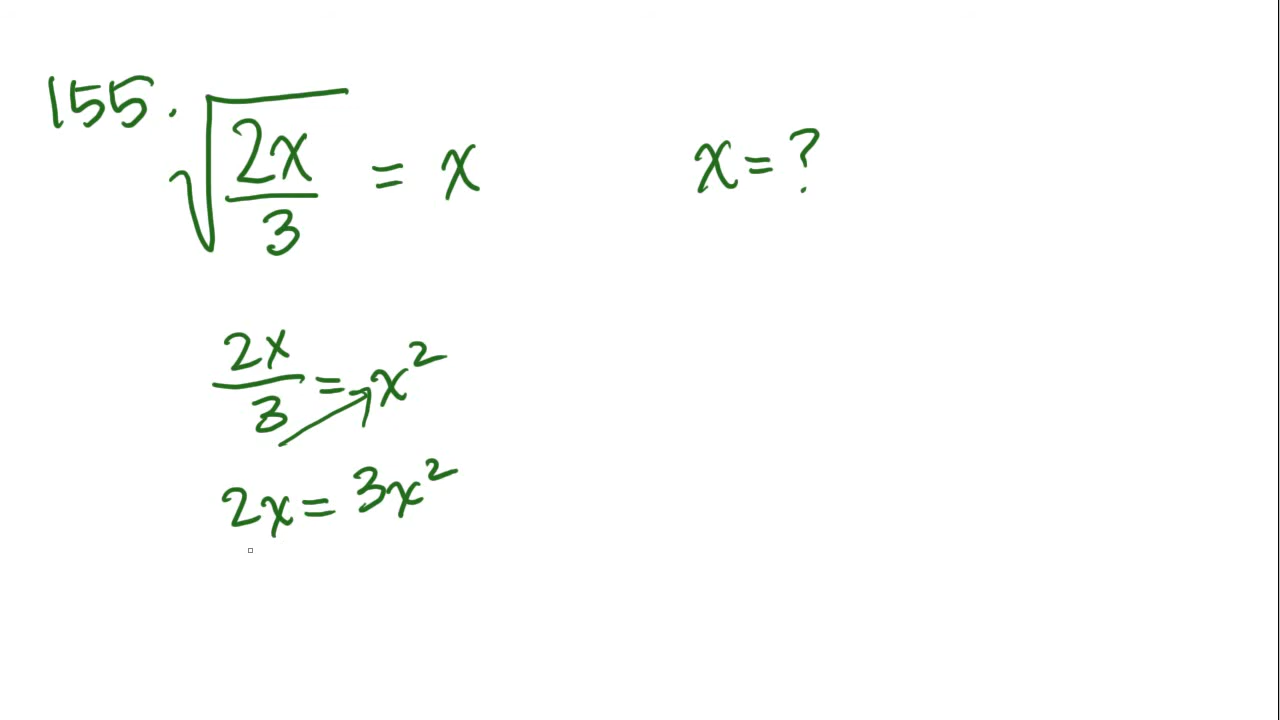 155. √(2x/3) = x    x = ?
2x/3 = x²
2x = 3x²